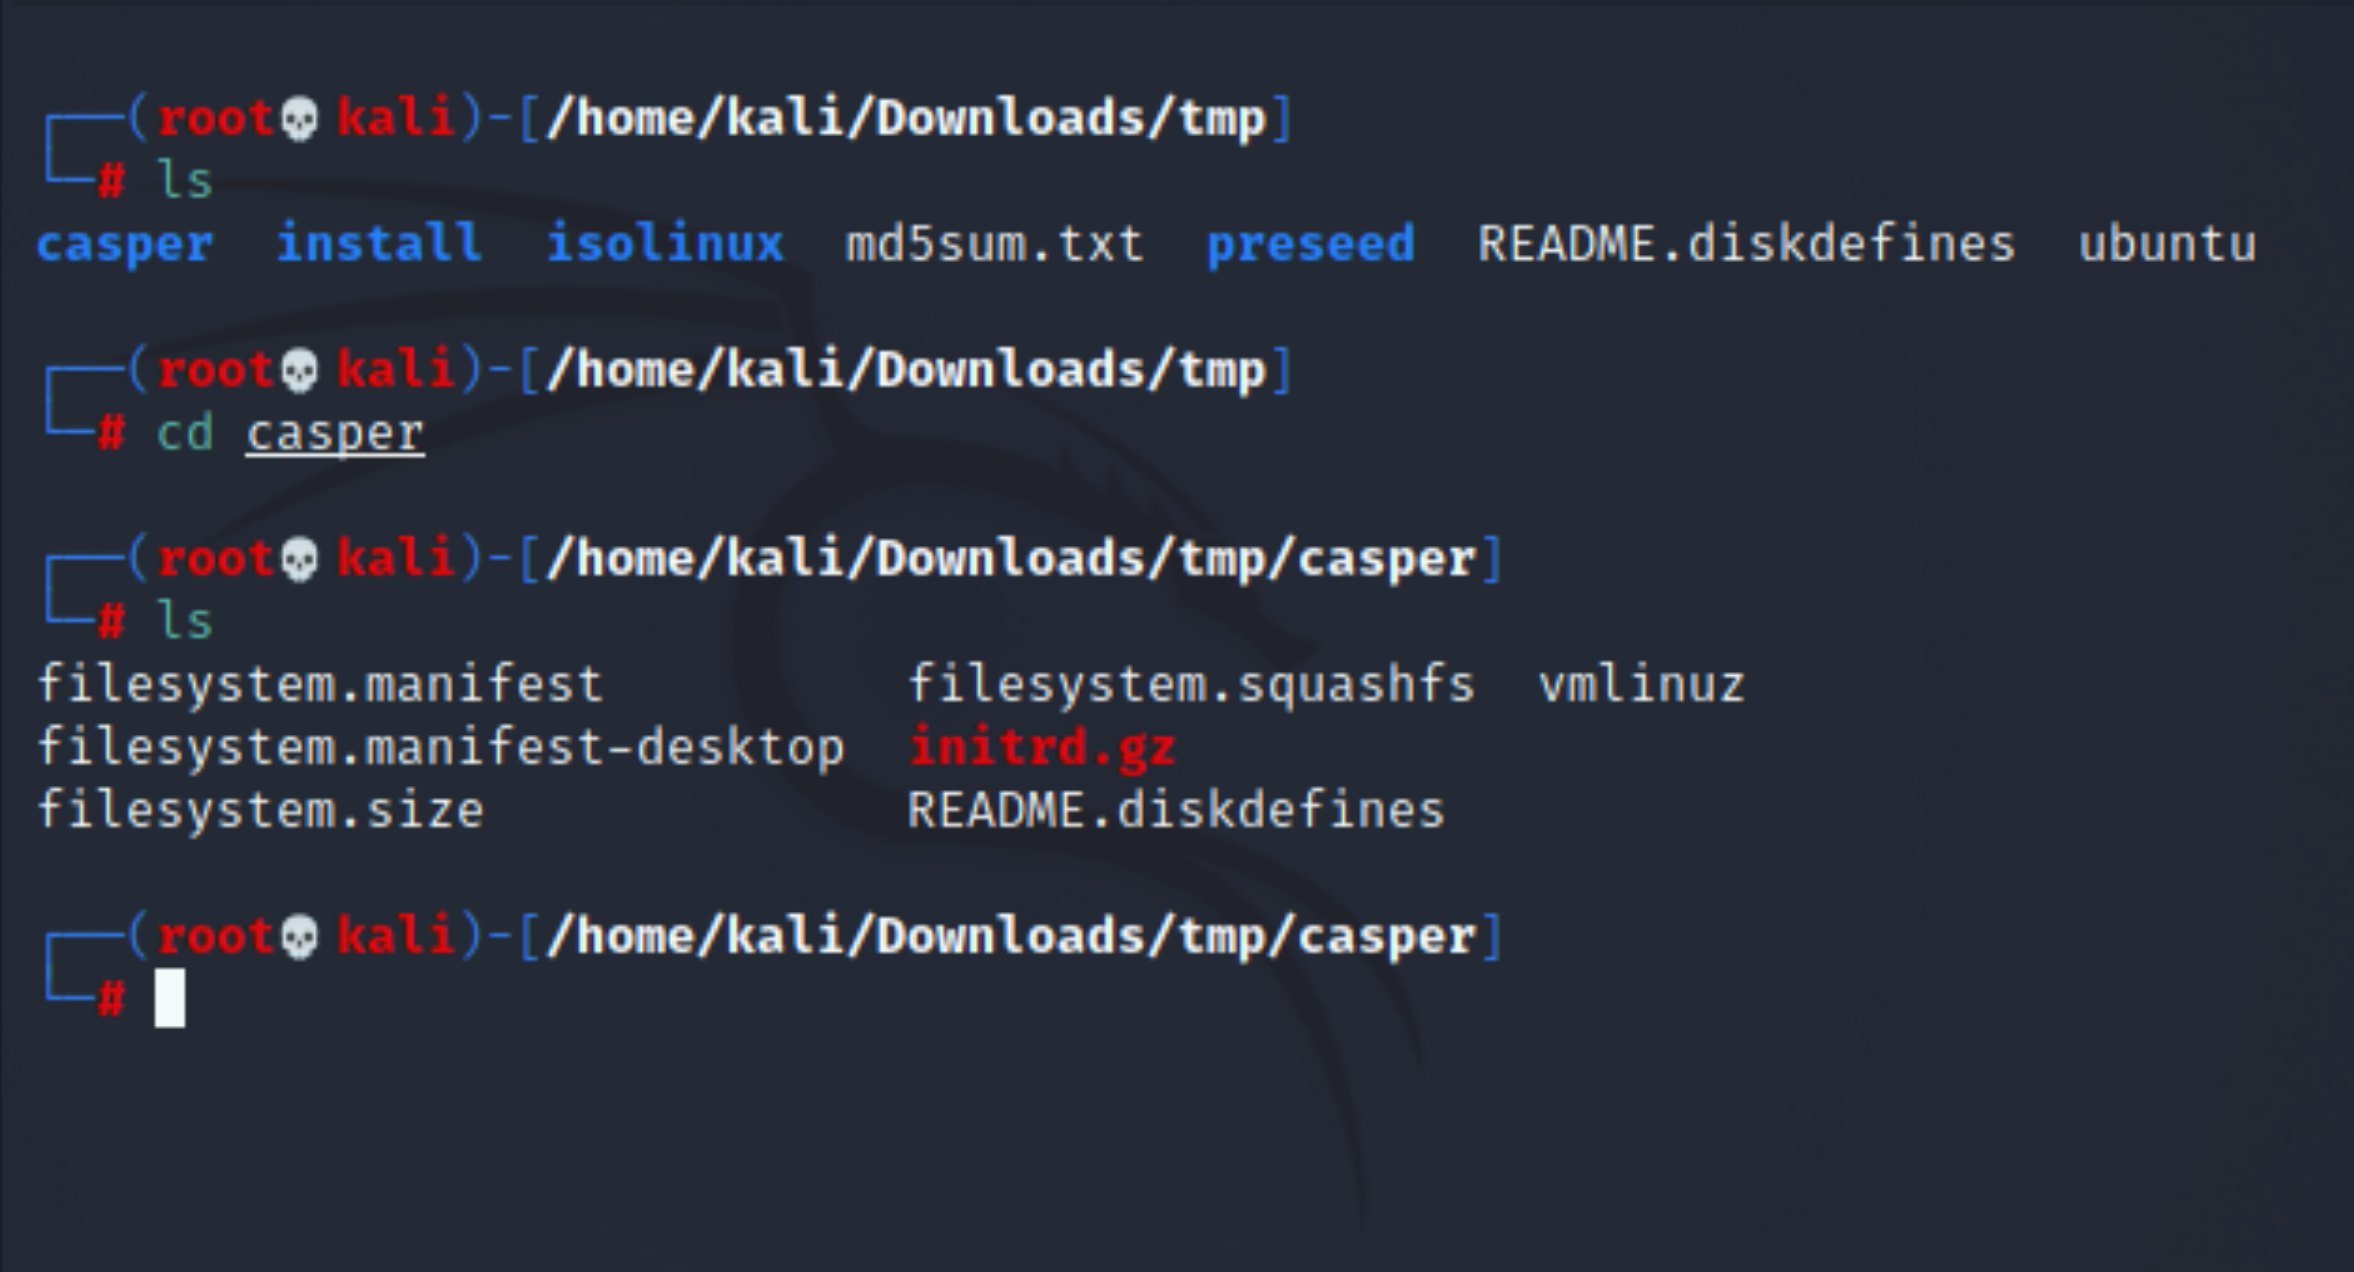 ┌──(root💀kali)-[/home/kali/Downloads/tmp]
└─# ls
casper  install  isolinux  md5sum.txt  preseed  README.diskdefines  ubuntu
┌──(root💀kali)-[/home/kali/Downloads/tmp]
└─# cd casper
┌──(root💀kali)-[/home/kali/Downloads/tmp/casper]
└─# ls
filesystem.manifest          filesystem.squashfs  vmlinuz
filesystem.manifest-desktop  initrd.gz
filesystem.size              README.diskdefines
┌──(root💀kali)-[/home/kali/Downloads/tmp/casper]
└─#